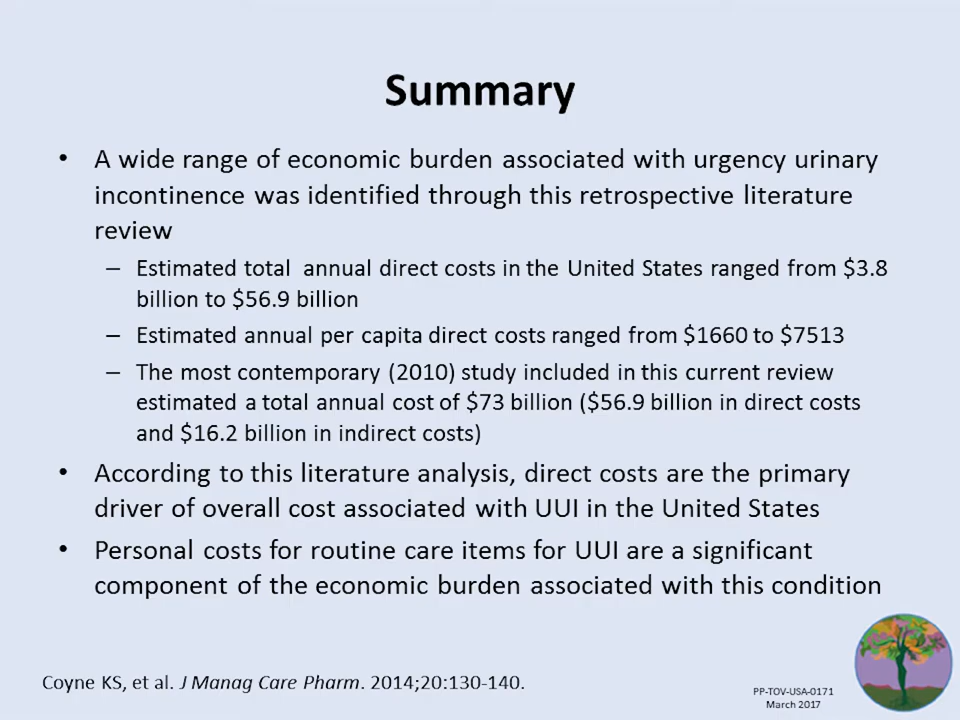 Summary
• A wide range of economic burden associated with urgency urinary
incontinence was identified through this retrospective literature
review
– Estimated total  annual direct costs in the United States ranged from $3.8
billion to $56.9 billion
– Estimated annual per capita direct costs ranged from $1660 to $7513
– The most contemporary (2010) study included in this current review
estimated a total annual cost of $73 billion ($56.9 billion in direct costs
and $16.2 billion in indirect costs)
• According to this literature analysis, direct costs are the primary
driver of overall cost associated with UUI in the United States
• Personal costs for routine care items for UUI are a significant
component of the economic burden associated with this condition
Coyne KS, et al. J Manag Care Pharm. 2014;20:130-140.
PP-TOV-USA-0171
March 2017